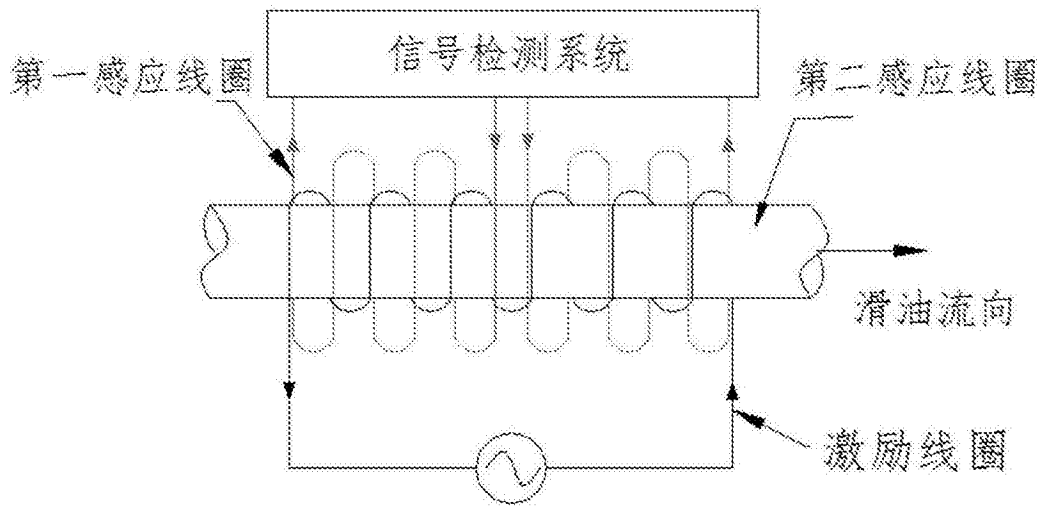 信号检测系统
第一感应线圈
第二感应线圈
滑油流向
激励线圈